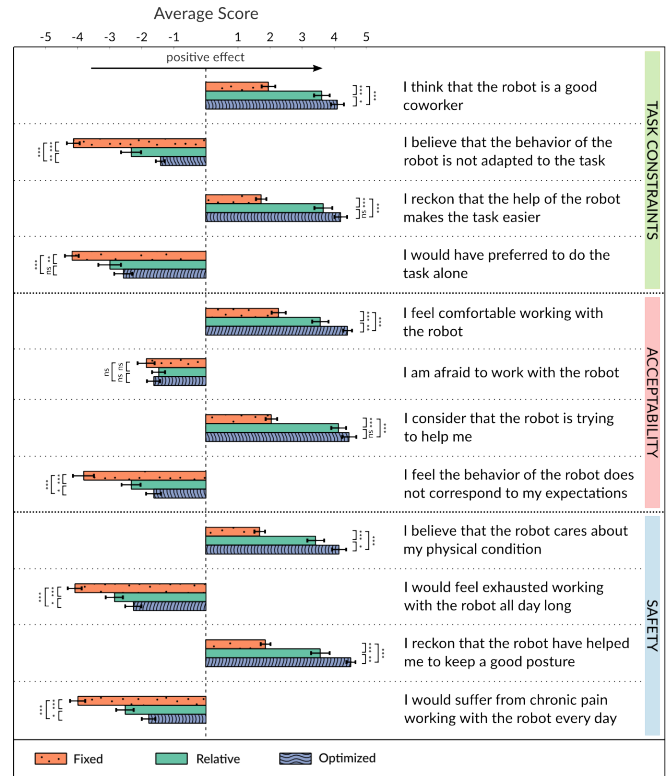 Average Score
-5 -4 -3 -2 -1 1 2 3 4 5
positive effect
I think that the robot is a good
coworker
I believe that the behavior of the
robot is not adapted to the task
I reckon that the help of the robot
makes the task easier
ns
I would have preferred to do the
task alone
ns
TASK CONSTRAINTS
I feel comfortable working with
the robot
I am afraid to work with the robot
ns
ns ns
I consider that the robot is trying
to help me
ns
I feel the behavior of the robot does
not correspond to my expectations
ACCEPTABILITY
I believe that the robot cares about
my physical condition
I would feel exhausted working
with the robot all day long
I reckon that the robot have helped
me to keep a good posture
I would suffer from chronic pain
working with the robot every day
SAFETY
Fixed Relative Optimized